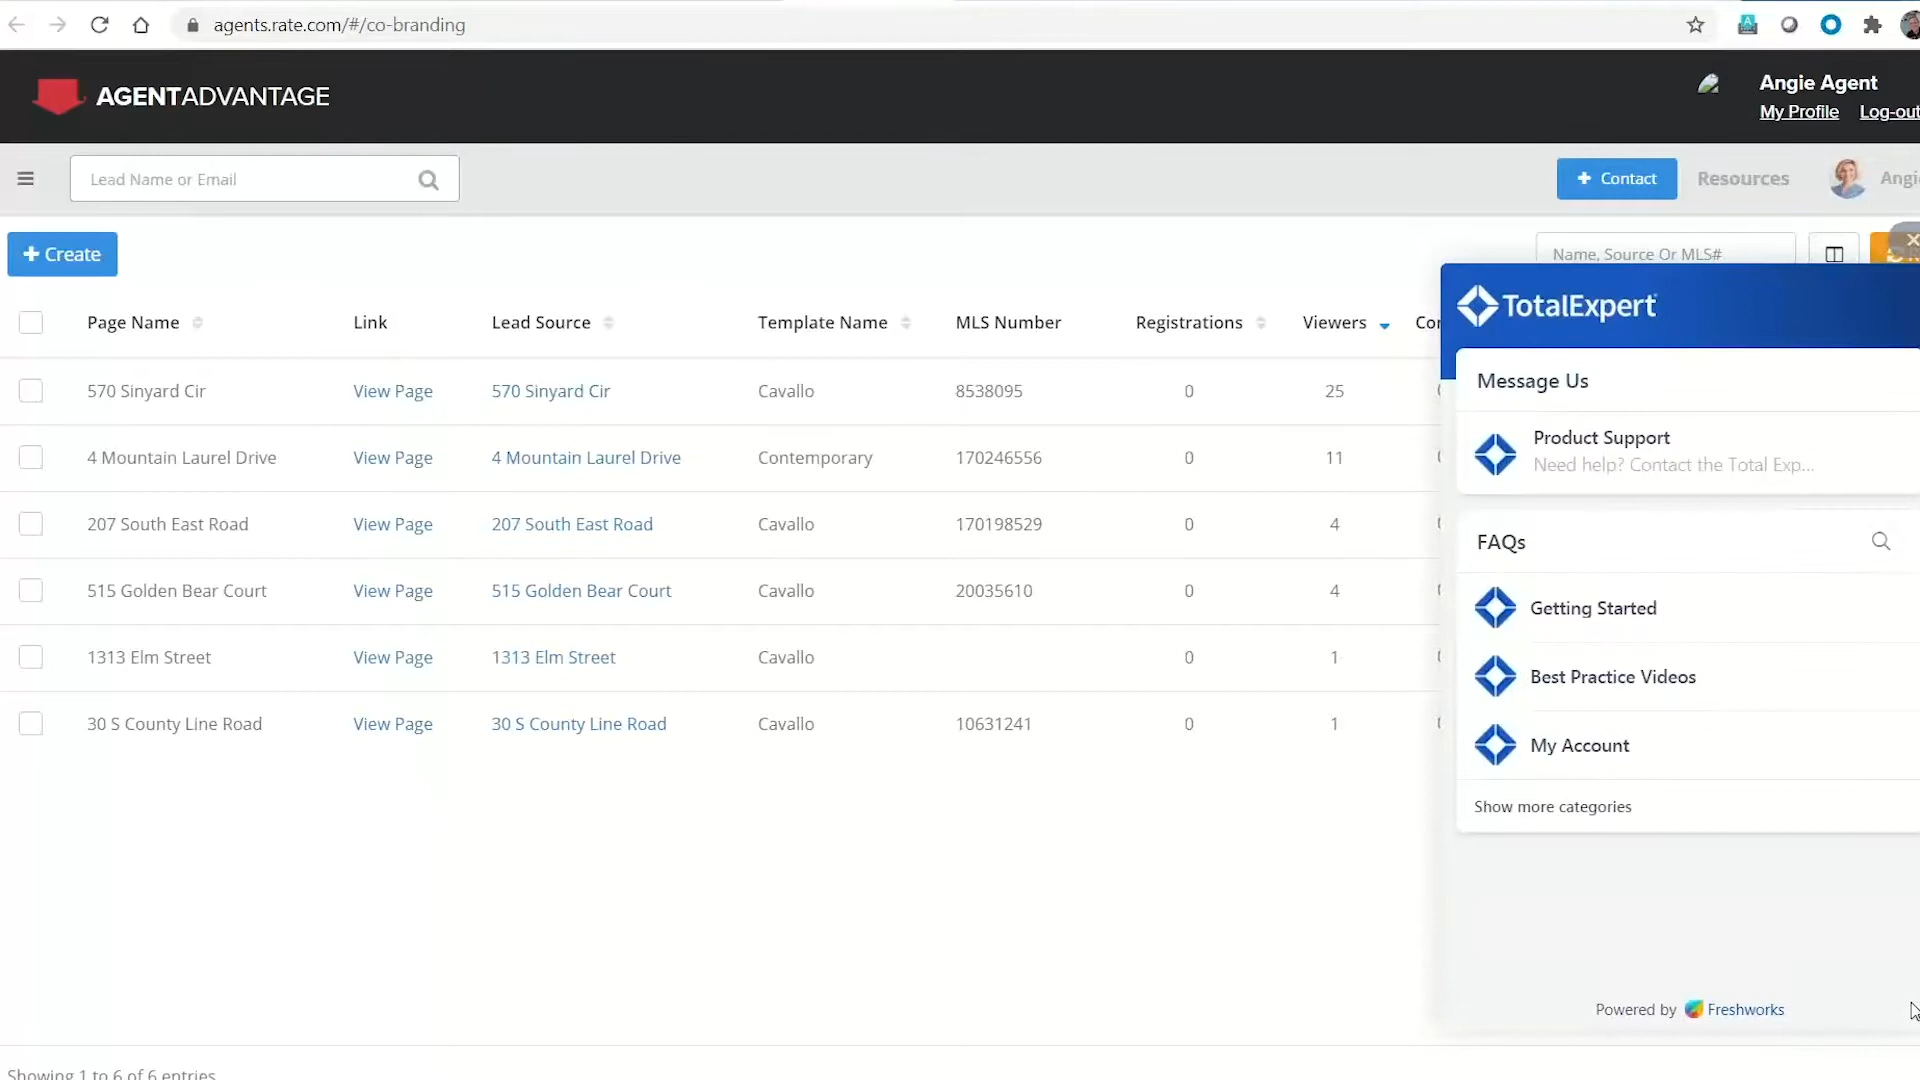 agents.rate.com/#/co-branding
AGENTADVANTAGE
Angie Agent
My Profile Log-out
Lead Name or Email
+ Contact Resources
+ Create
Name, Source Or MLS#
Page Name Link Lead Source Template Name MLS Number Registrations Viewers
570 Sinyard Cir View Page 570 Sinyard Cir Cavallo 8538095 0 25
4 Mountain Laurel Drive View Page 4 Mountain Laurel Drive Contemporary 170246556 0 11
207 South East Road View Page 207 South East Road Cavallo 170198529 0 4
515 Golden Bear Court View Page 515 Golden Bear Court Cavallo 20035610 0 4
1313 Elm Street View Page 1313 Elm Street Cavallo 0 1
30 S County Line Road View Page 30 S County Line Road Cavallo 10631241 0 1
TotalExpert
Message Us
Product Support
Need help? Contact the Total Exp...
FAQs
Getting Started
Best Practice Videos
My Account
Show more categories
Powered by Freshworks
Showing 1 to 6 of 6 entries